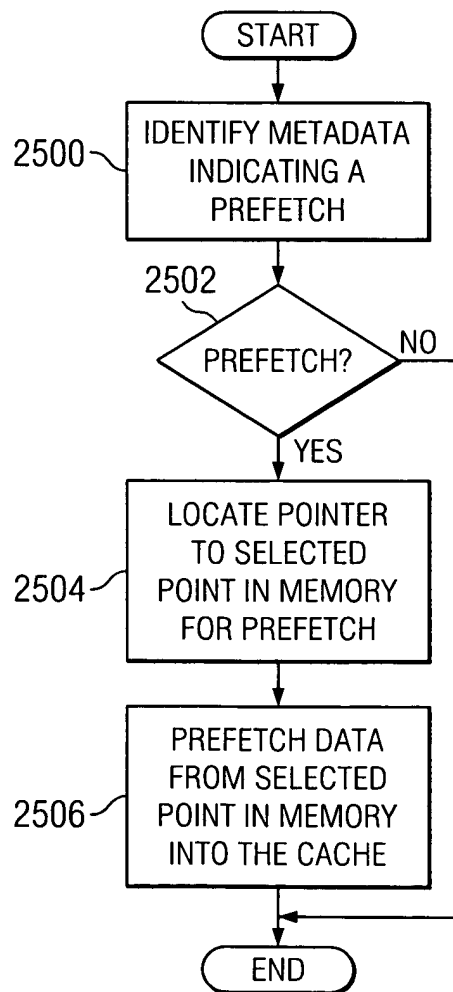 START
2500
IDENTIFY METADATA
INDICATING A
PREFETCH
2502
PREFETCH?
NO
YES
2504
LOCATE POINTER
TO SELECTED
POINT IN MEMORY
FOR PREFETCH
2506
PREFETCH DATA
FROM SELECTED
POINT IN MEMORY
INTO THE CACHE
END